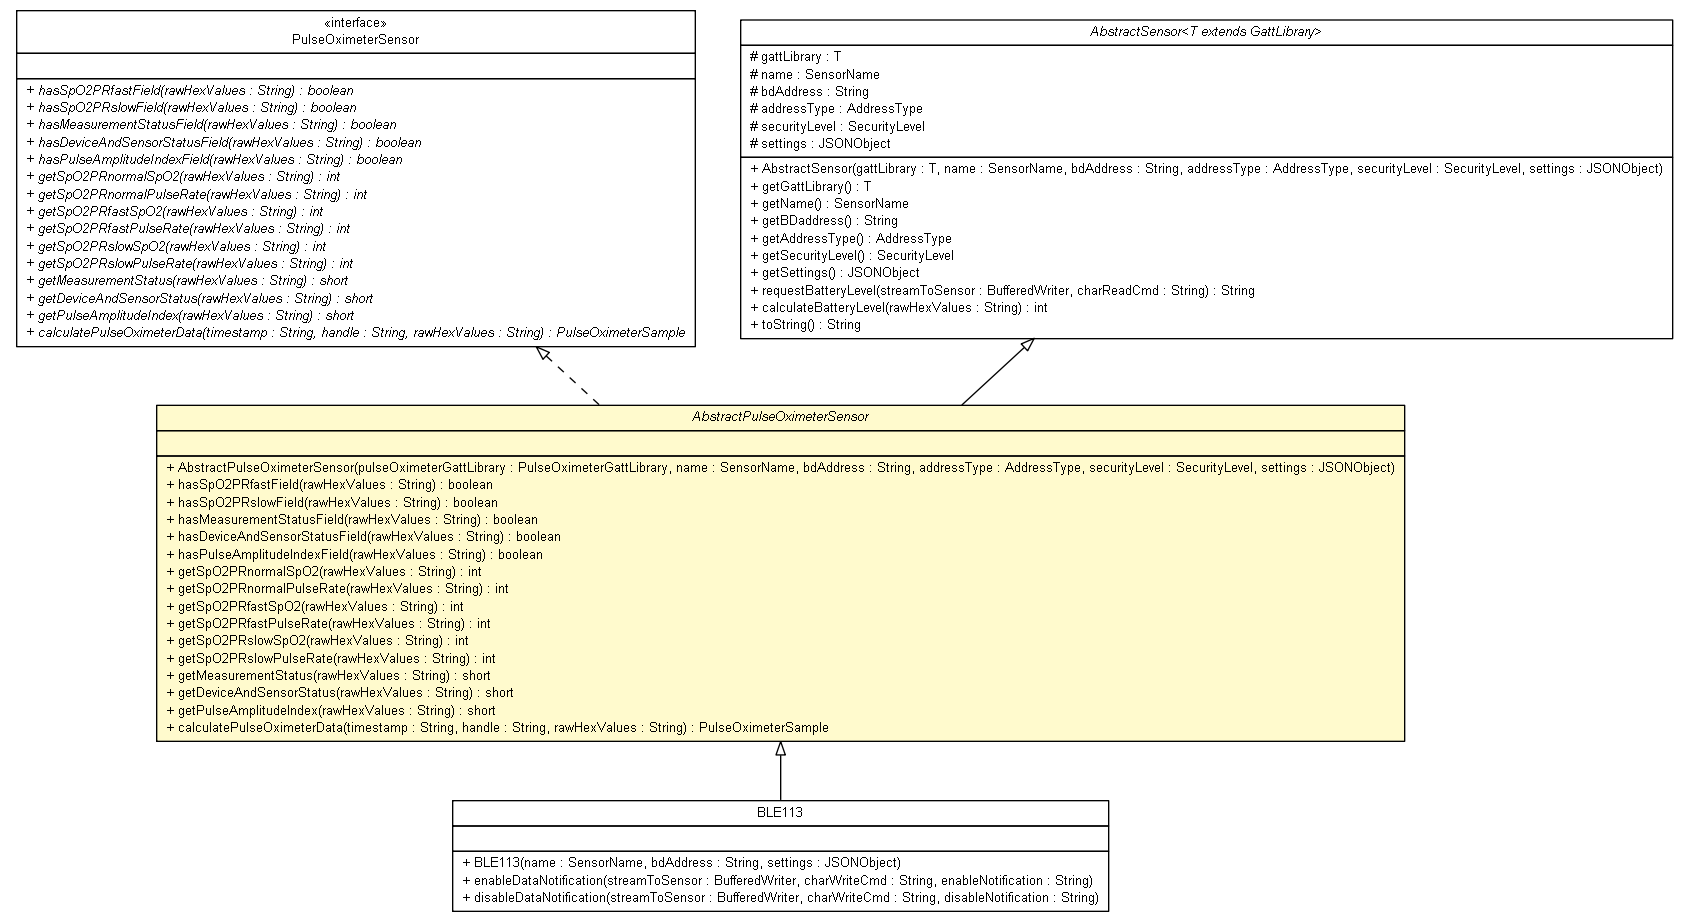 «interface»
PulseOximeterSensor
+ hasSpO2PRfastField(rawHexValues : String) : boolean
+ hasSpO2PRslowField(rawHexValues : String) : boolean
+ hasMeasurementStatusField(rawHexValues : String) : boolean
+ hasDeviceAndSensorStatusField(rawHexValues : String) : boolean
+ hasPulseAmplitudeIndexField(rawHexValues : String) : boolean
+ getSpO2PRnormalSpO2(rawHexValues : String) : int
+ getSpO2PRnormalPulseRate(rawHexValues : String) : int
+ getSpO2PRfastSpO2(rawHexValues : String) : int
+ getSpO2PRfastPulseRate(rawHexValues : String) : int
+ getSpO2PRslowSpO2(rawHexValues : String) : int
+ getSpO2PRslowPulseRate(rawHexValues : String) : int
+ getMeasurementStatus(rawHexValues : String) : short
+ getDeviceAndSensorStatus(rawHexValues : String) : short
+ getPulseAmplitudeIndex(rawHexValues : String) : short
+ calculatePulseOximeterData(timestamp : String, handle : String, rawHexValues : String) : PulseOximeterSample
AbstractSensor<T extends GattLibrary>
# gattLibrary : T
# name : SensorName
# bdAddress : String
# addressType : AddressType
# securityLevel : SecurityLevel
# settings : JSONObject
+ AbstractSensor(gattLibrary : T, name : SensorName, bdAddress : String, addressType : AddressType, securityLevel : SecurityLevel, settings : JSONObject)
+ getGattLibrary() : T
+ getName() : SensorName
+ getBDaddress() : String
+ getAddressType() : AddressType
+ getSecurityLevel() : SecurityLevel
+ getSettings() : JSONObject
+ requestBatteryLevel(streamToSensor : BufferedWriter, charReadCmd : String) : String
+ calculateBatteryLevel(rawHexValues : String) : int
+ toString() : String
AbstractPulseOximeterSensor
+ AbstractPulseOximeterSensor(pulseOximeterGattLibrary : PulseOximeterGattLibrary, name : SensorName, bdAddress : String, addressType : AddressType, securityLevel : SecurityLevel, settings : JSONObject)
+ hasSpO2PRfastField(rawHexValues : String) : boolean
+ hasSpO2PRslowField(rawHexValues : String) : boolean
+ hasMeasurementStatusField(rawHexValues : String) : boolean
+ hasDeviceAndSensorStatusField(rawHexValues : String) : boolean
+ hasPulseAmplitudeIndexField(rawHexValues : String) : boolean
+ getSpO2PRnormalSpO2(rawHexValues : String) : int
+ getSpO2PRnormalPulseRate(rawHexValues : String) : int
+ getSpO2PRfastSpO2(rawHexValues : String) : int
+ getSpO2PRfastPulseRate(rawHexValues : String) : int
+ getSpO2PRslowSpO2(rawHexValues : String) : int
+ getSpO2PRslowPulseRate(rawHexValues : String) : int
+ getMeasurementStatus(rawHexValues : String) : short
+ getDeviceAndSensorStatus(rawHexValues : String) : short
+ getPulseAmplitudeIndex(rawHexValues : String) : short
+ calculatePulseOximeterData(timestamp : String, handle : String, rawHexValues : String) : PulseOximeterSample
BLE113
+ BLE113(name : SensorName, bdAddress : String, settings : JSONObject)
+ enableDataNotification(streamToSensor : BufferedWriter, charWriteCmd : String, enableNotification : String)
+ disableDataNotification(streamToSensor : BufferedWriter, charWriteCmd : String, disableNotification : String)